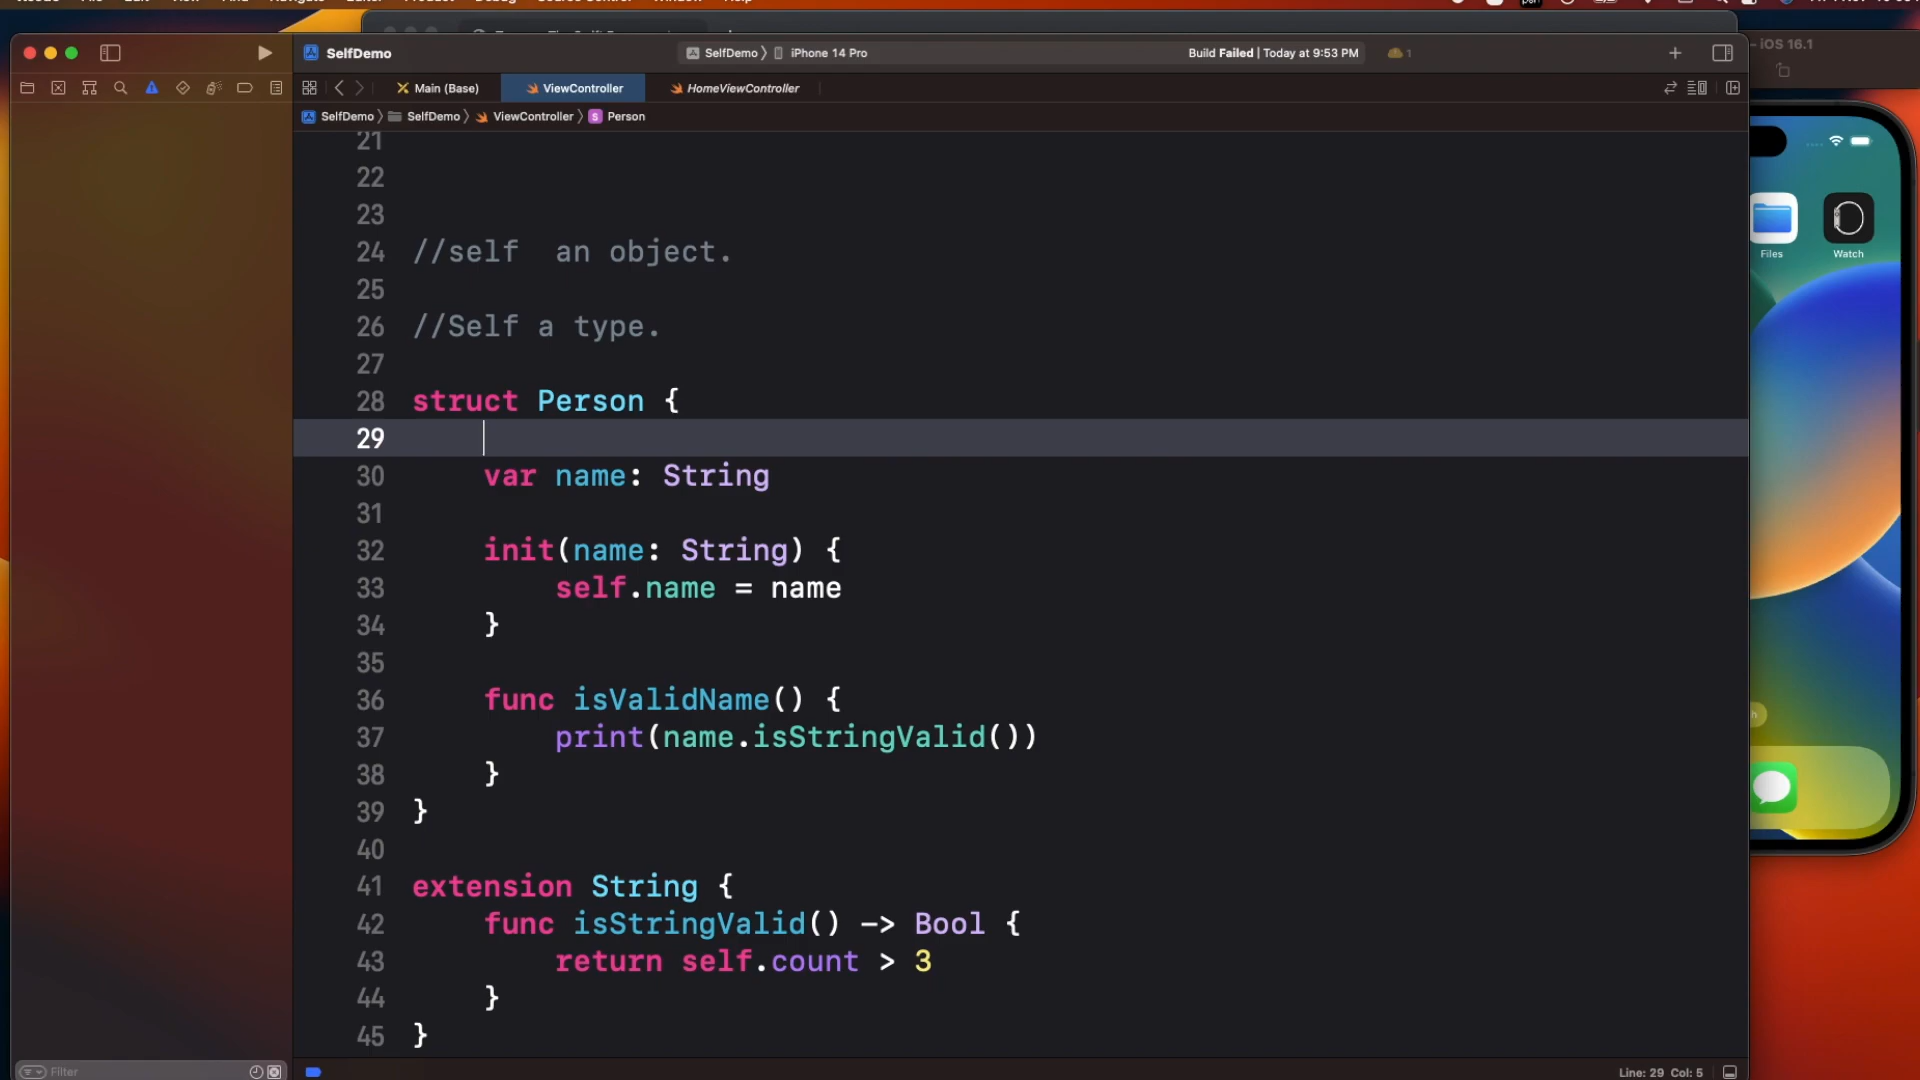 SelfDemo
SelfDemo 〉 iPhone 14 Pro
Build Failed | Today at 9:53 PM
1
iOS 16.1
Main (Base)
ViewController
HomeViewController
SelfDemo 〉 SelfDemo 〉 ViewController 〉 S Person
21
22
23
24 //self  an object.
25
26 //Self a type.
27
28 struct Person {
29
30 var name: String
31
32 init(name: String) {
33 self.name = name
34 }
35
36 func isValidName() {
37 print(name.isStringValid())
38 }
39 }
40
41 extension String {
42 func isStringValid() -> Bool {
43 return self.count > 3
44 }
45 }
Files
Watch
Filter
Line: 29 Col: 5